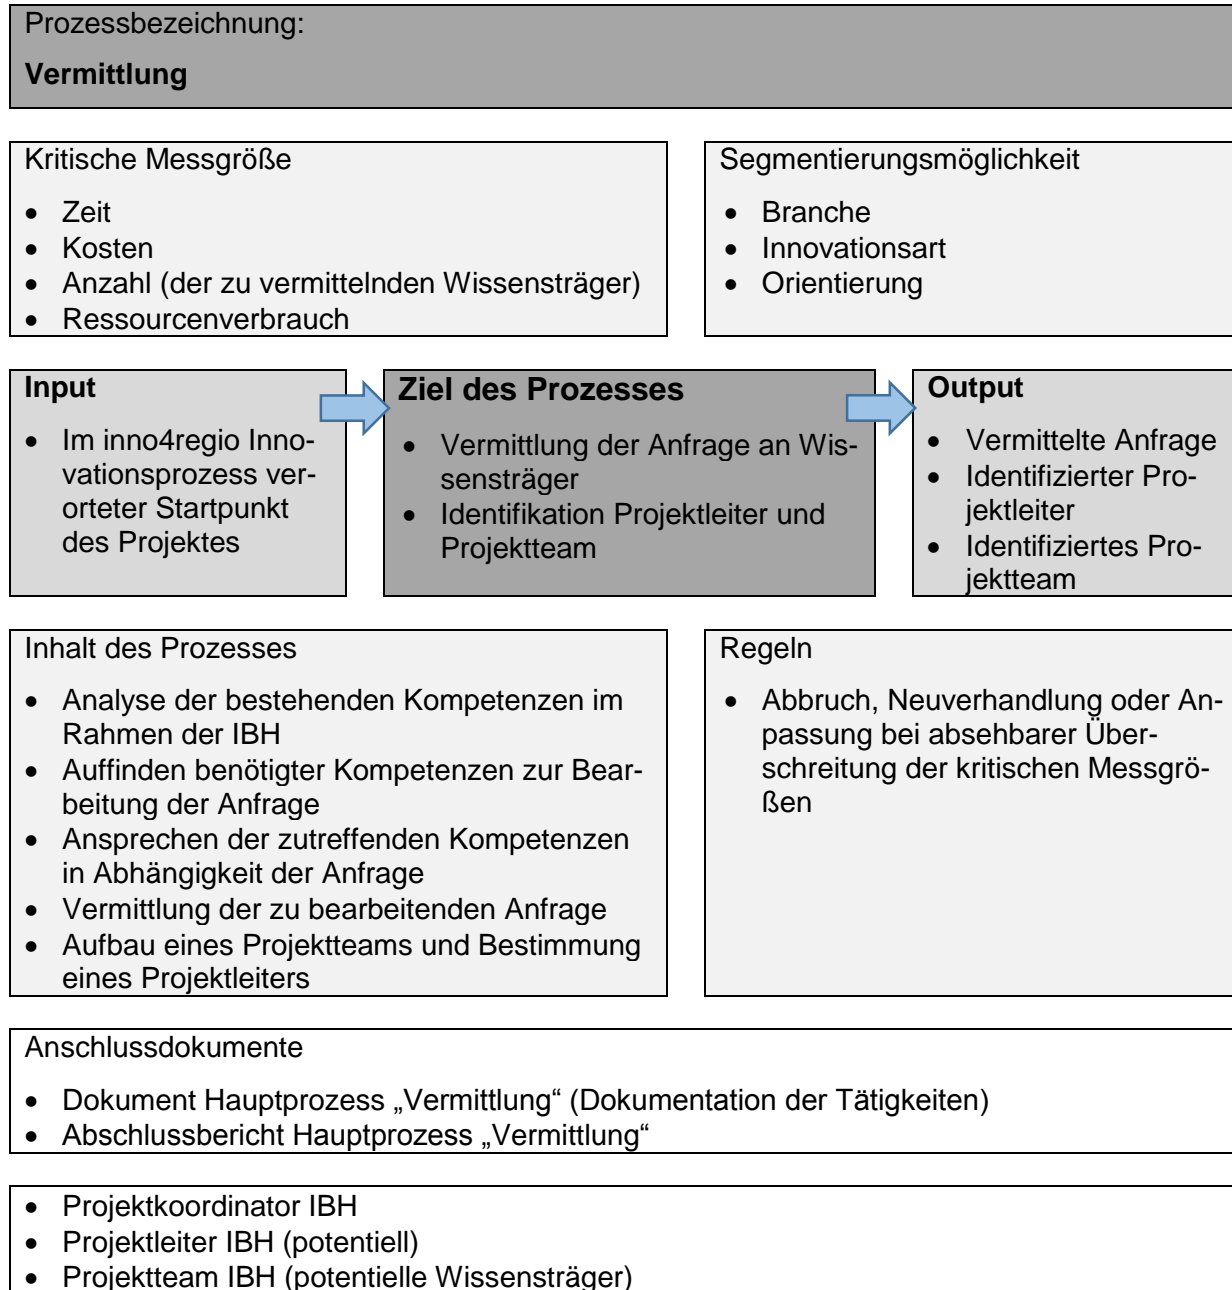 Prozessbezeichnung:
Vermittlung
Kritische Messgröße
• Zeit
• Kosten
• Anzahl (der zu vermittelnden Wissensträger)
• Ressourcenverbrauch
Segmentierungsmöglichkeit
• Branche
• Innovationsart
• Orientierung
Input
• Im inno4regio Inno-
vationsprozess ver-
orteter Startpunkt
des Projektes
Ziel des Prozesses
• Vermittlung der Anfrage an Wis-
sensträger
• Identifikation Projektleiter und
Projektteam
Output
• Vermittelte Anfrage
• Identifizierter Pro-
jektleiter
• Identifiziertes Pro-
jektteam
Inhalt des Prozesses
• Analyse der bestehenden Kompetenzen im
Rahmen der IBH
• Auffinden benötigter Kompetenzen zur Bear-
beitung der Anfrage
• Ansprechen der zutreffenden Kompetenzen
in Abhängigkeit der Anfrage
• Vermittlung der zu bearbeitenden Anfrage
• Aufbau eines Projektteams und Bestimmung
eines Projektleiters
Regeln
• Abbruch, Neuverhandlung oder An-
passung bei absehbarer Über-
schreitung der kritischen Messgrö-
ßen
Anschlussdokumente
• Dokument Hauptprozess „Vermittlung“ (Dokumentation der Tätigkeiten)
• Abschlussbericht Hauptprozess „Vermittlung“
• Projektkoordinator IBH
• Projektleiter IBH (potentiell)
• Projektteam IBH (potentielle Wissensträger)